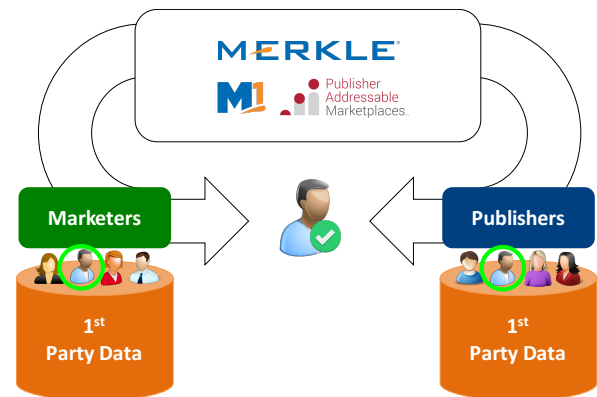 MERKLE®
M1
Publisher
Addressable
Marketplaces
Marketers
Publishers
1st
Party Data
1st
Party Data